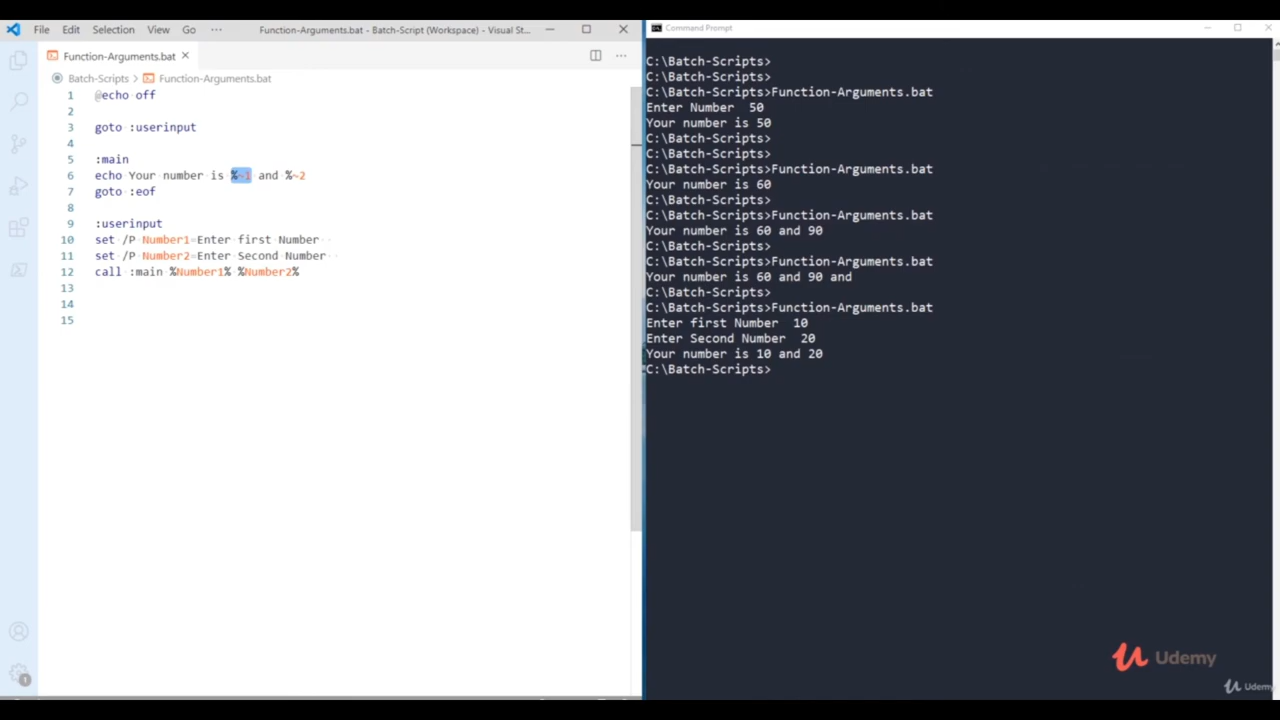 File Edit Selection View Go ··· Function-Arguments.bat - Batch-Script (Workspace) - Visual St...
Function-Arguments.bat
Batch-Scripts > Function-Arguments.bat
1 @echo off
2
3 goto :userinput
4
5 :main
6 echo Your number is %~1 and %~2
7 goto :eof
8
9 :userinput
10 set /P Number1=Enter first Number
11 set /P Number2=Enter Second Number
12 call :main %Number1% %Number2%
13
14
15
1
Command Prompt
C:\Batch-Scripts>
C:\Batch-Scripts>
C:\Batch-Scripts>Function-Arguments.bat
Enter Number  50
Your number is 50
C:\Batch-Scripts>
C:\Batch-Scripts>
C:\Batch-Scripts>Function-Arguments.bat
Your number is 60
C:\Batch-Scripts>
C:\Batch-Scripts>Function-Arguments.bat
Your number is 60 and 90
C:\Batch-Scripts>
C:\Batch-Scripts>Function-Arguments.bat
Your number is 60 and 90 and
C:\Batch-Scripts>
C:\Batch-Scripts>Function-Arguments.bat
Enter first Number  10
Enter Second Number  20
Your number is 10 and 20
C:\Batch-Scripts>
Udemy
Udemy